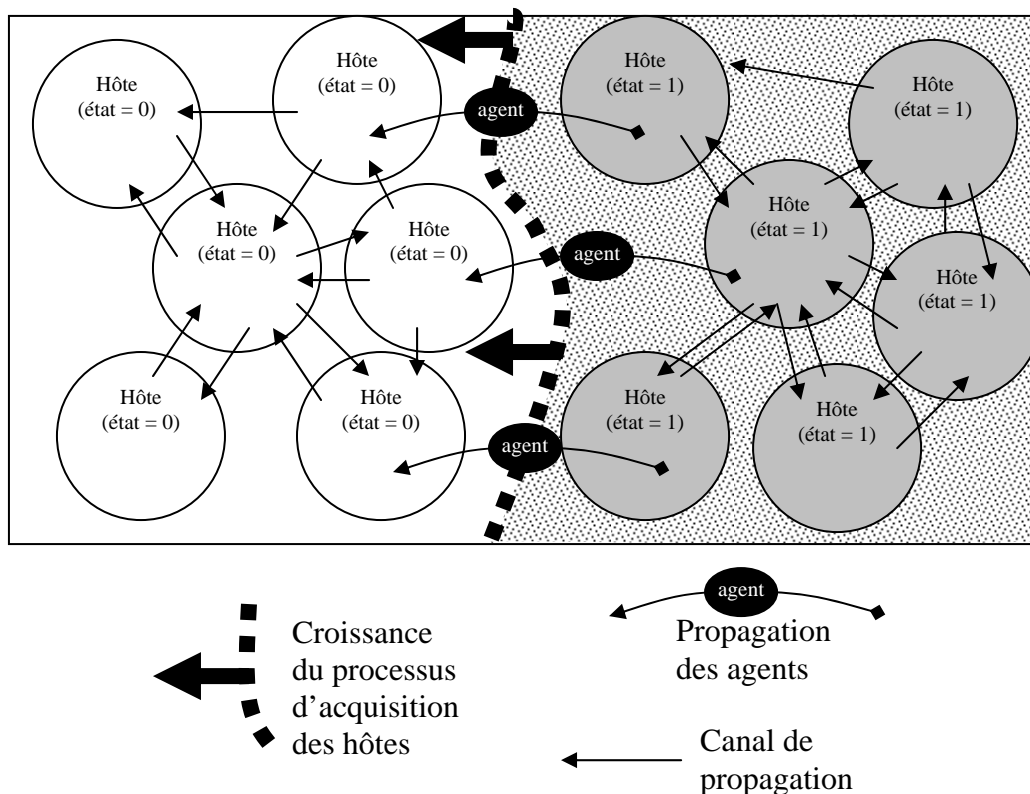 Hôte
(état = 0)
Hôte
(état = 0)
agent
Hôte
(état = 1)
Hôte
(état = 1)
Hôte
(état = 0)
Hôte
(état = 0)
agent
Hôte
(état = 1)
Hôte
(état = 1)
Hôte
(état = 0)
Hôte
(état = 0)
agent
Hôte
(état = 1)
Hôte
(état = 1)
Croissance
du processus
d’acquisition
des hôtes
agent
Propagation
des agents
Canal de
propagation